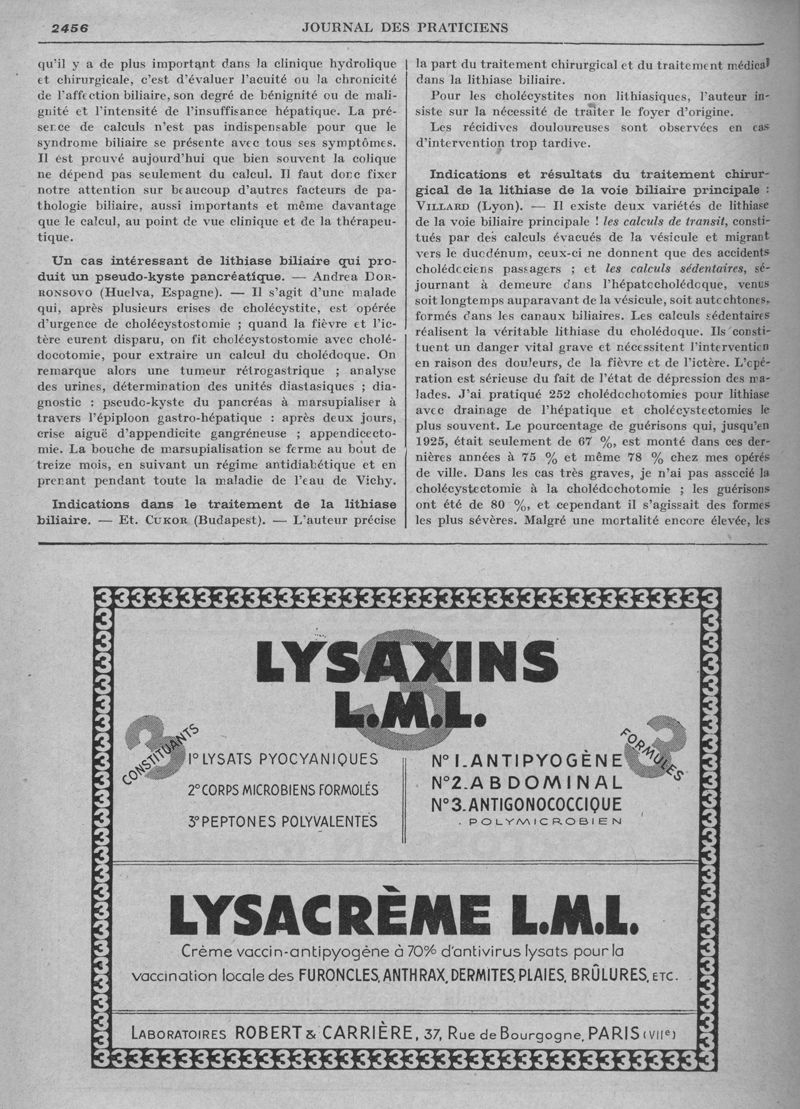 2456
JOURNAL DES PRATICIENS
qu'il y a de plus important dans la clinique hydrolique
et chirurgicale, c'est d'évaluer l'acuité ou la chronicité
de l'affection biliaire, son degré de bénignité ou de mali-
gnité et l'intensité de l'insuffisance hépatique. La pré-
sence de calculs n'est pas indispensable pour que le
syndrome biliaire se présente avec tous ses symptômes.
Il est prouvé aujourd'hui que bien souvent la colique
ne dépend pas seulement du calcul. Il faut donc fixer
notre attention sur beaucoup d'autres facteurs de pa-
thologie biliaire, aussi importants et même davantage
que le calcul, au point de vue clinique et de la thérapeu-
tique.
Un cas intéressant de lithiase biliaire qui pro-
duit un pseudo-kyste pancréatique. — Andrea DOR-
RONSOVO (Huelva, Espagne). — Il s'agit d'une malade
qui, après plusieurs crises de cholécystite, est opérée
d'urgence de cholécystostomie ; quand la fièvre et l'ic-
tère eurent disparu, on fit cholécystostomie avec cholé-
docotomie, pour extraire un calcul du cholédoque. On
remarque alors une tumeur rétrogastrique ; analyse
des urines, détermination des unités diastasiques ; dia-
gnostic : pseudo-kyste du pancréas à marsupialiser à
travers l'épiploon gastro-hépatique : après deux jours,
crise aiguë d'appendicite gangréneuse ; appendicecto-
mie. La bouche de marsupialisation se ferme au bout de
treize mois, en suivant un régime antidiabétique et en
prenant pendant toute la maladie de l'eau de Vichy.
Indications dans le traitement de la lithiase
biliaire. — Et. CUKOR (Budapest). — L'auteur précise
la part du traitement chirurgical et du traitement médical
dans la lithiase biliaire.
Pour les cholécystites non lithiasiques, l'auteur in-
siste sur la nécessité de traiter le foyer d'origine.
Les récidives douloureuses sont observées en cas
d'intervention trop tardive.
Indications et résultats du traitement chirur-
gical de la lithiase de la voie biliaire principale :
VILLARD (Lyon). — Il existe deux variétés de lithiase
de la voie biliaire principale ! les calculs de transit, consti-
tués par des calculs évacués de la vésicule et migrant
vers le duodénum, ceux-ci ne donnent que des accidents
cholédociens passagers ; et les calculs sédentaires, sé-
journant à demeure dans l'hépatocholédoque, venus
soit longtemps auparavant de la vésicule, soit autochtones,
formés dans les canaux biliaires. Les calculs sédentaires
réalisent la véritable lithiase du cholédoque. Ils consti-
tuent un danger vital grave et nécessitent l'intervention
en raison des douleurs, de la fièvre et de l'ictère. L'opé-
ration est sérieuse du fait de l'état de dépression des ma-
lades. J'ai pratiqué 252 cholédochotomies pour lithiase
avec drainage de l'hépatique et cholécystectomies le
plus souvent. Le pourcentage de guérisons qui, jusqu'en
1925, était seulement de 67 %, est monté dans ces der-
nières années à 75 % et même 78 % chez mes opérés
de ville. Dans les cas très graves, je n'ai pas associé la
cholécystectomie à la cholédochotomie ; les guérisons
ont été de 80 %, et cependant il s'agissait des formes
les plus sévères. Malgré une mortalité encore élevée, les
3
LYSAXINS
L.M.L.
3 CONSTITUANTS
1° LYSATS PYOCYANIQUES
2° CORPS MICROBIENS FORMOLÉS
3° PEPTONES POLYVALENTES
3 FORMULES
N° 1. ANTIPYOGÈNE
N° 2. ABDOMINAL
N° 3. ANTIGONOCOCCIQUE
POLYMICROBIEN
LYSACRÈME L.M.L.
Crème vaccin-antipyogène à 70% d'antivirus lysats pour la
vaccination locale des FURONCLES, ANTHRAX, DERMITES, PLAIES, BRÛLURES, ETC.
LABORATOIRES ROBERT & CARRIÈRE, 37, Rue de Bourgogne, PARIS (VIIe)